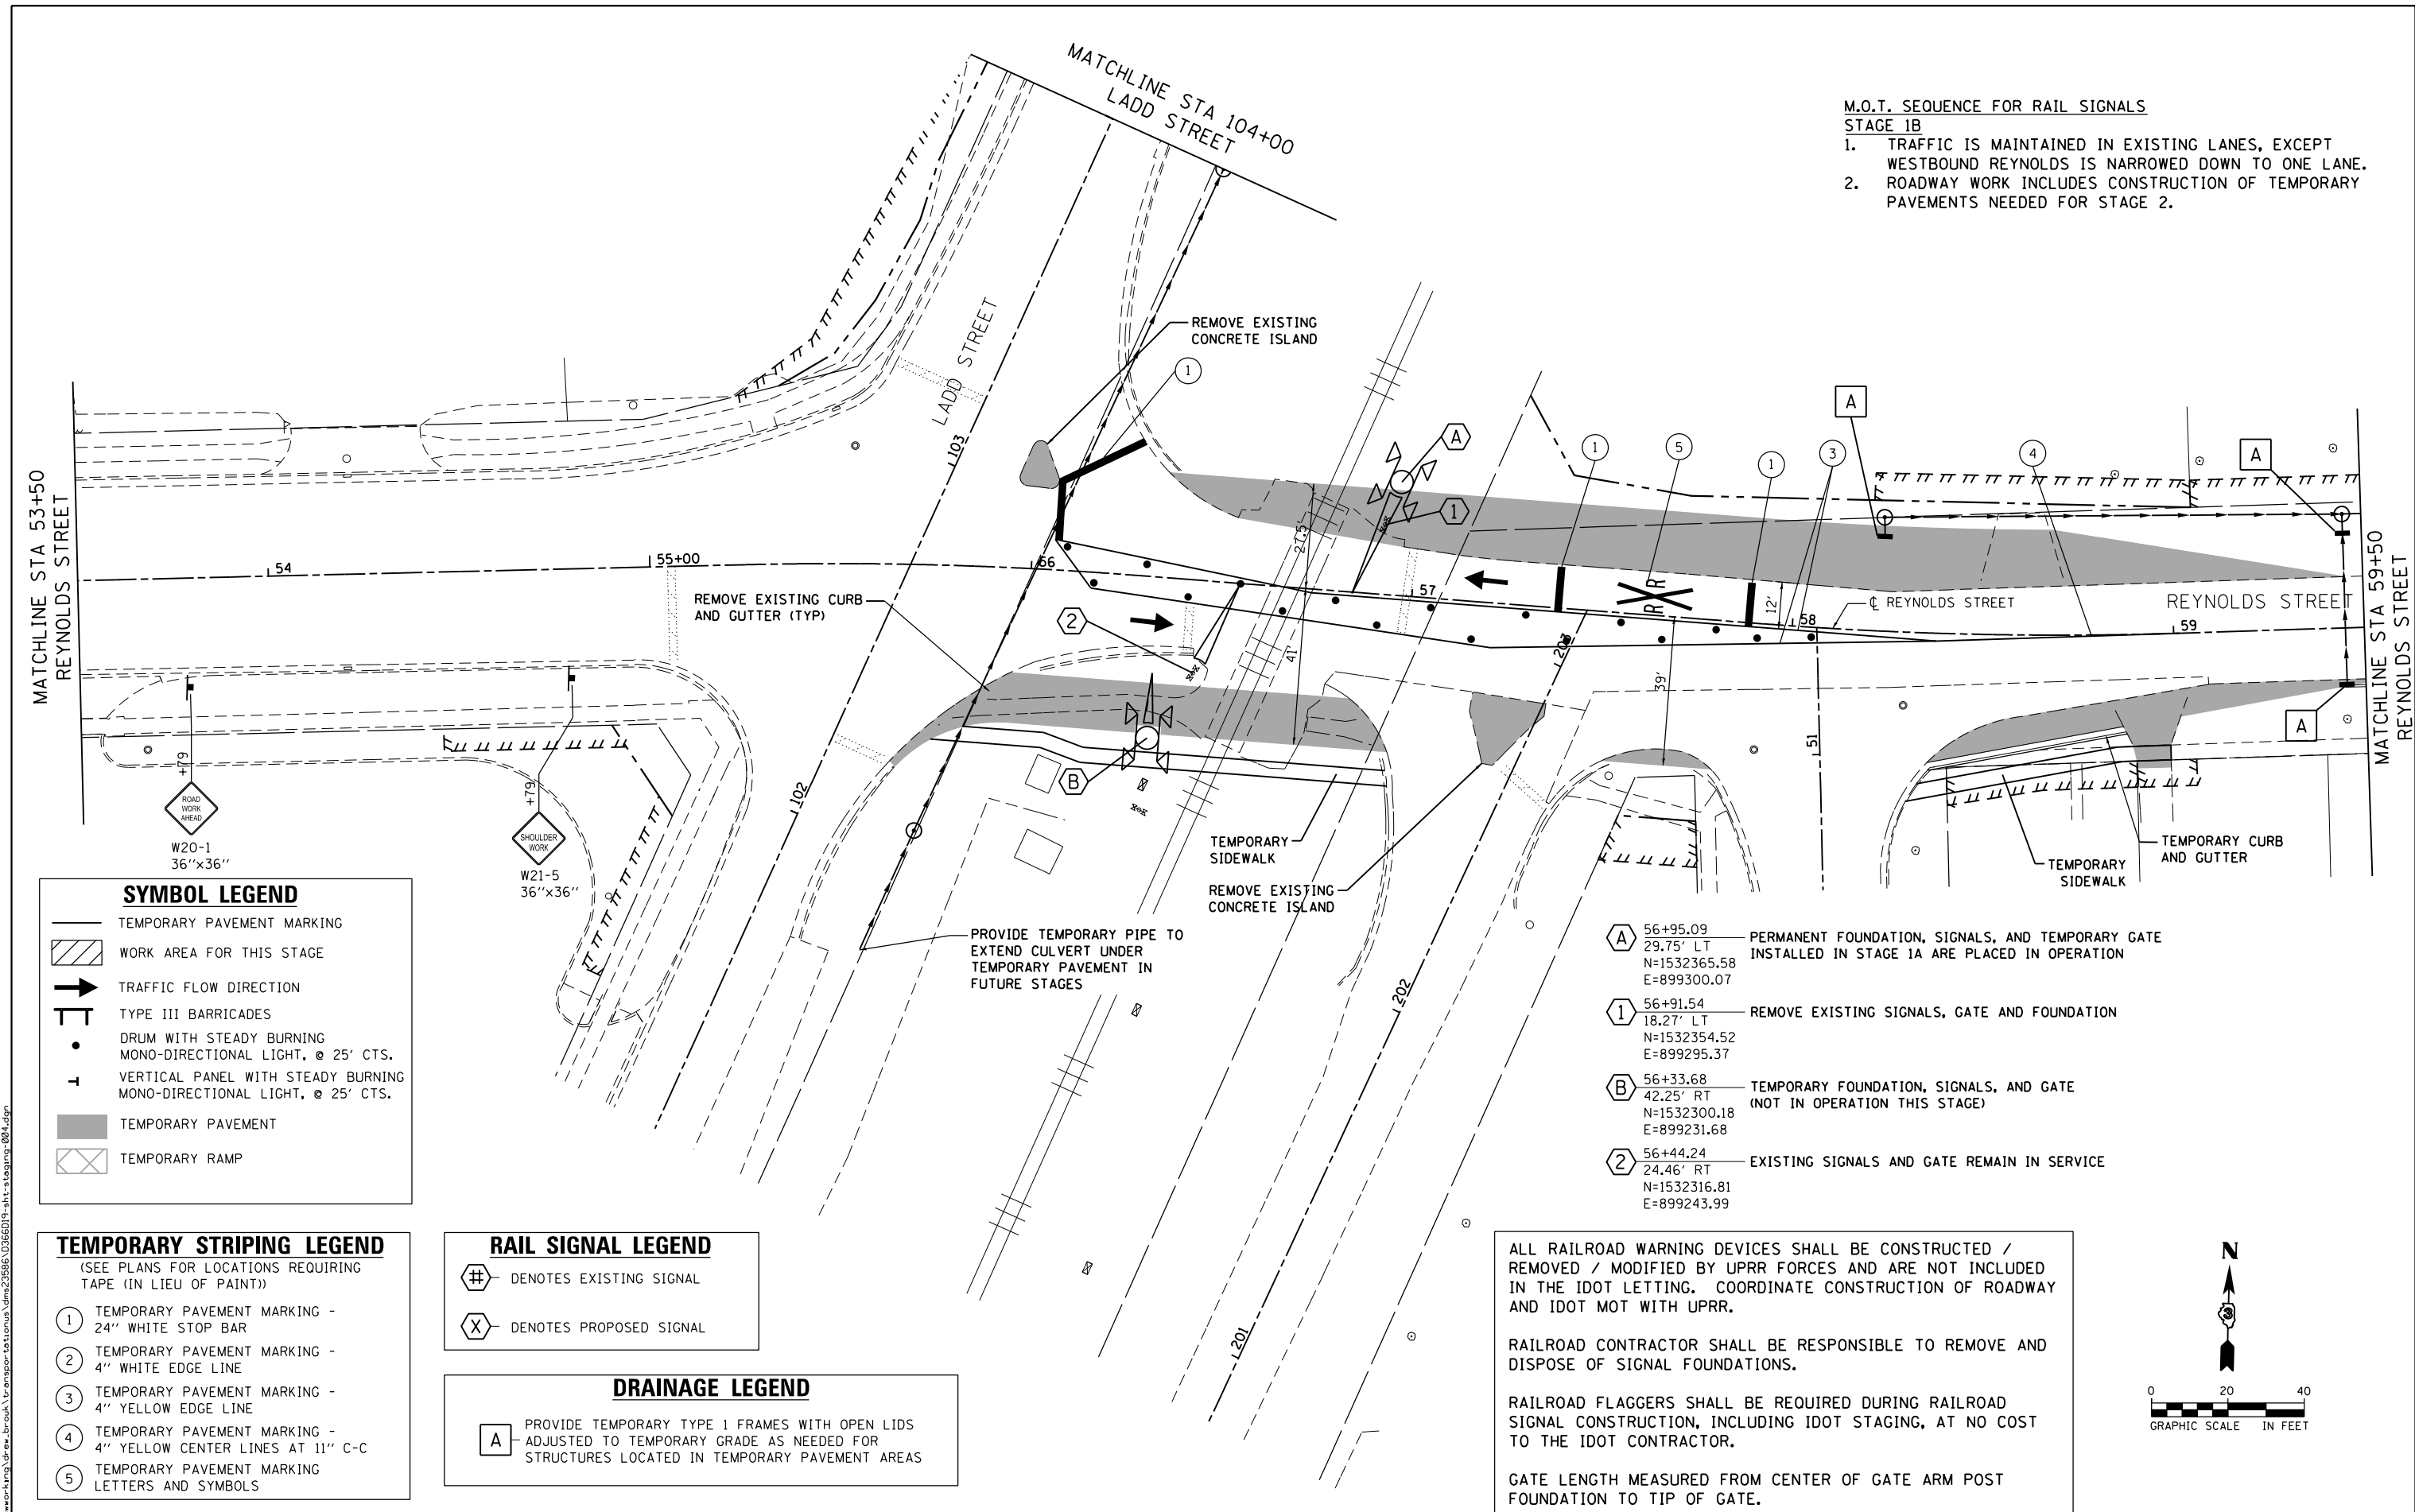 MATCHLINE STA 104+00
LADD STREET
M.O.T. SEQUENCE FOR RAIL SIGNALS
STAGE 1B
1. TRAFFIC IS MAINTAINED IN EXISTING LANES, EXCEPT
WESTBOUND REYNOLDS IS NARROWED DOWN TO ONE LANE.
2. ROADWAY WORK INCLUDES CONSTRUCTION OF TEMPORARY
PAVEMENTS NEEDED FOR STAGE 2.
REMOVE EXISTING
CONCRETE ISLAND
1
LADD STREET
103
MATCHLINE STA 53+50
REYNOLDS STREET
54
55+00
56
57
58
59
A
1
27.5'
1
5
1
3
4
A
A
R R
12'
℄ REYNOLDS STREET
REYNOLDS STREET
MATCHLINE STA 59+50
REYNOLDS STREET
REMOVE EXISTING CURB
AND GUTTER (TYP)
2
41'
203
39'
51
A
B
102
+79
ROAD
WORK
AHEAD
W20-1
36''x36''
+79
SHOULDER
WORK
W21-5
36''x36''
TEMPORARY
SIDEWALK
REMOVE EXISTING
CONCRETE ISLAND
TEMPORARY
SIDEWALK
TEMPORARY CURB
AND GUTTER
PROVIDE TEMPORARY PIPE TO
EXTEND CULVERT UNDER
TEMPORARY PAVEMENT IN
FUTURE STAGES
202
201
SYMBOL LEGEND
TEMPORARY PAVEMENT MARKING
WORK AREA FOR THIS STAGE
TRAFFIC FLOW DIRECTION
TYPE III BARRICADES
DRUM WITH STEADY BURNING
MONO-DIRECTIONAL LIGHT, @ 25' CTS.
VERTICAL PANEL WITH STEADY BURNING
MONO-DIRECTIONAL LIGHT, @ 25' CTS.
TEMPORARY PAVEMENT
TEMPORARY RAMP
A 56+95.09
29.75' LT
N=1532365.58
E=899300.07
PERMANENT FOUNDATION, SIGNALS, AND TEMPORARY GATE
INSTALLED IN STAGE 1A ARE PLACED IN OPERATION
1 56+91.54
18.27' LT
N=1532354.52
E=899295.37
REMOVE EXISTING SIGNALS, GATE AND FOUNDATION
B 56+33.68
42.25' RT
N=1532300.18
E=899231.68
TEMPORARY FOUNDATION, SIGNALS, AND GATE
(NOT IN OPERATION THIS STAGE)
2 56+44.24
24.46' RT
N=1532316.81
E=899243.99
EXISTING SIGNALS AND GATE REMAIN IN SERVICE
TEMPORARY STRIPING LEGEND
(SEE PLANS FOR LOCATIONS REQUIRING
TAPE (IN LIEU OF PAINT))
1 TEMPORARY PAVEMENT MARKING -
24'' WHITE STOP BAR
2 TEMPORARY PAVEMENT MARKING -
4'' WHITE EDGE LINE
3 TEMPORARY PAVEMENT MARKING -
4'' YELLOW EDGE LINE
4 TEMPORARY PAVEMENT MARKING -
4'' YELLOW CENTER LINES AT 11'' C-C
5 TEMPORARY PAVEMENT MARKING
LETTERS AND SYMBOLS
RAIL SIGNAL LEGEND
# DENOTES EXISTING SIGNAL
X DENOTES PROPOSED SIGNAL
DRAINAGE LEGEND
A PROVIDE TEMPORARY TYPE 1 FRAMES WITH OPEN LIDS
ADJUSTED TO TEMPORARY GRADE AS NEEDED FOR
STRUCTURES LOCATED IN TEMPORARY PAVEMENT AREAS
ALL RAILROAD WARNING DEVICES SHALL BE CONSTRUCTED /
REMOVED / MODIFIED BY UPRR FORCES AND ARE NOT INCLUDED
IN THE IDOT LETTING. COORDINATE CONSTRUCTION OF ROADWAY
AND IDOT MOT WITH UPRR.
RAILROAD CONTRACTOR SHALL BE RESPONSIBLE TO REMOVE AND
DISPOSE OF SIGNAL FOUNDATIONS.
RAILROAD FLAGGERS SHALL BE REQUIRED DURING RAILROAD
SIGNAL CONSTRUCTION, INCLUDING IDOT STAGING, AT NO COST
TO THE IDOT CONTRACTOR.
GATE LENGTH MEASURED FROM CENTER OF GATE ARM POST
FOUNDATION TO TIP OF GATE.
N
3
0 20 40
GRAPHIC SCALE IN FEET